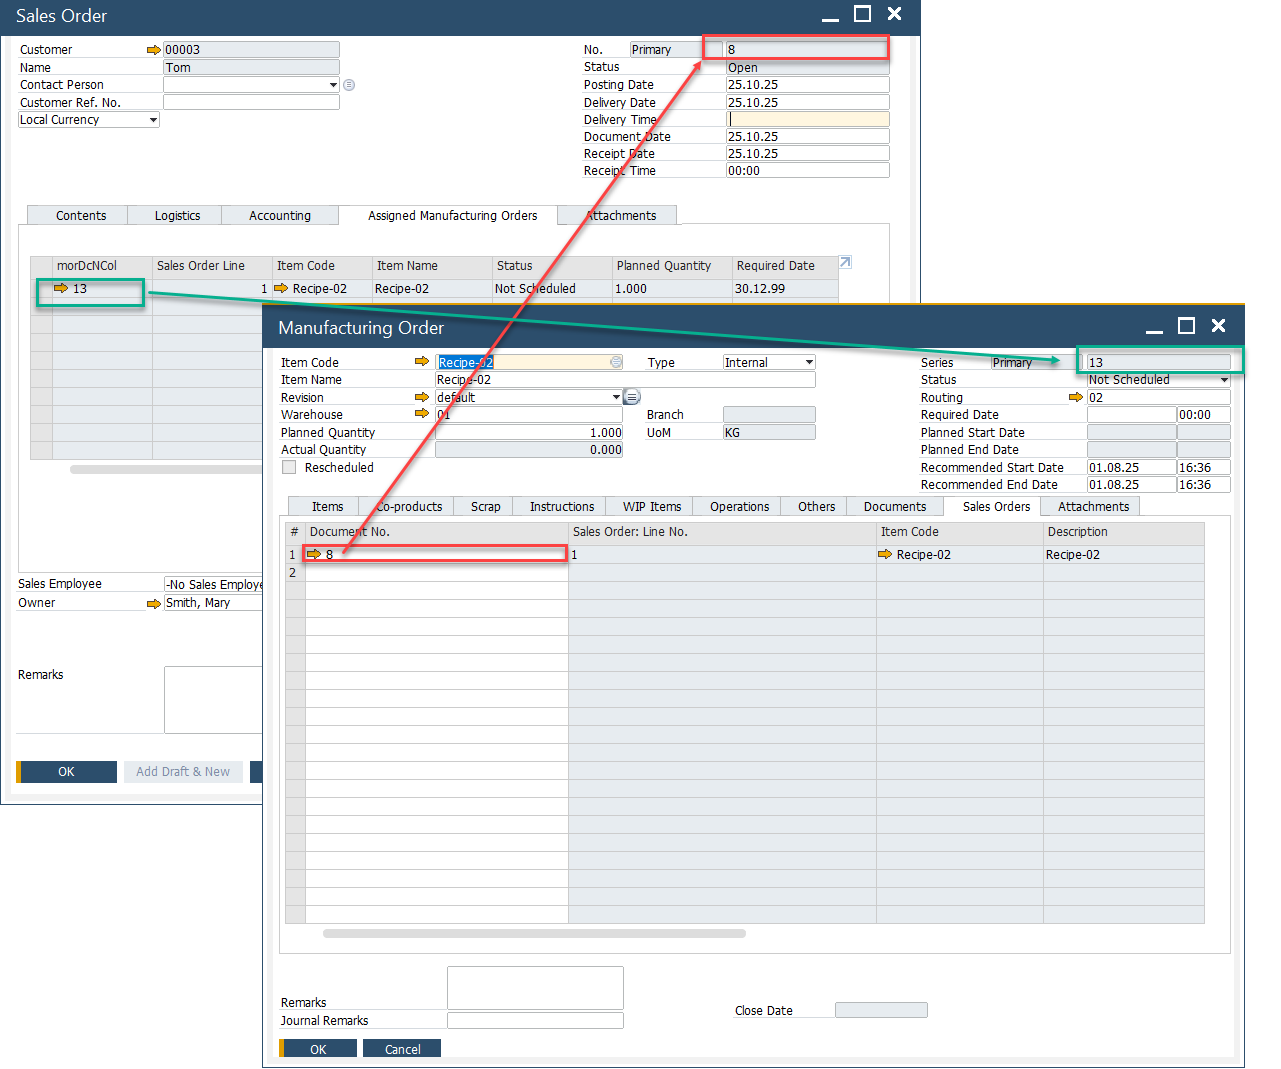 Sales Order
Customer 00003
Name Tom
Contact Person
Customer Ref. No.
Local Currency
No. Primary 8
Status Open
Posting Date 25.10.25
Delivery Date 25.10.25
Delivery Time
Document Date 25.10.25
Receipt Date 25.10.25
Receipt Time 00:00
Contents Logistics Accounting Assigned Manufacturing Orders Attachments
morDcNCol Sales Order Line Item Code Item Name Status Planned Quantity Required Date
13 1 Recipe-02 Recipe-02 Not Scheduled 1.000 30.12.99
Sales Employee -No Sales Employe
Owner Smith, Mary
Remarks
OK Add Draft & New
Manufacturing Order
Item Code Recipe-02 Type Internal
Item Name Recipe-02
Revision default
Warehouse 01 Branch
Planned Quantity 1.000 UoM KG
Actual Quantity 0.000
Rescheduled
Series Primary 13
Status Not Scheduled
Routing 02
Required Date 00:00
Planned Start Date
Planned End Date
Recommended Start Date 01.08.25 16:36
Recommended End Date 01.08.25 16:36
Items Co-products Scrap Instructions WIP Items Operations Others Documents Sales Orders Attachments
# Document No. Sales Order: Line No. Item Code Description
1 8 1 Recipe-02 Recipe-02
2
Remarks
Journal Remarks
Close Date
OK Cancel